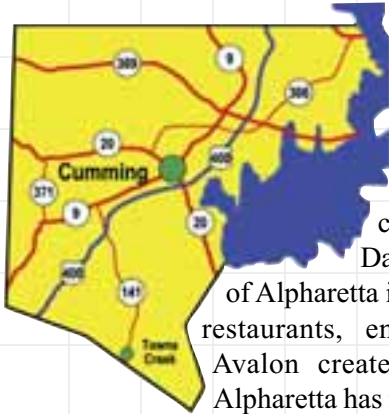 369
9
306
20
400
Cumming
371
9
20
400
141
Towns
Creek
c
Da
of Alpharetta i
restaurants, en
Avalon create
Alpharetta has